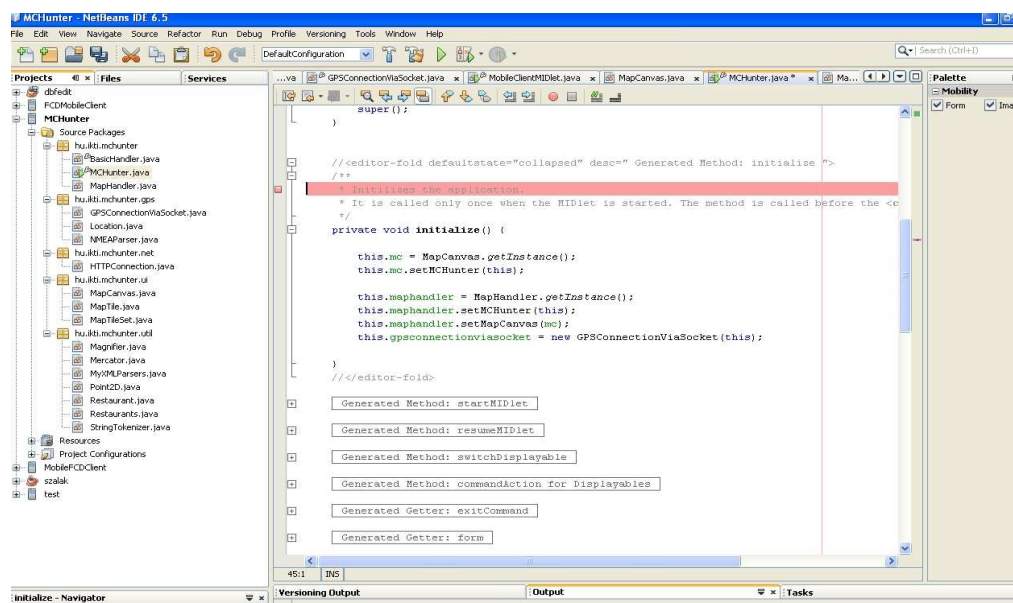 MCHunter - NetBeans IDE 6.5
File Edit View Navigate Source Refactor Run Debug Profile Versioning Tools Window Help
DefaultConfiguration
Search (Ctrl+I)
Projects Files Services
dbfedit
FCDMobileClient
MCHunter
Source Packages
hu.ikti.mchunter
BasicHandler.java
MCHunter.java
MapHandler.java
hu.ikti.mchunter.gps
GPSConnectionViaSocket.java
Location.java
NMEAParser.java
hu.ikti.mchunter.net
HTTPConnection.java
hu.ikti.mchunter.ui
MapCanvas.java
MapTile.java
MapTileSet.java
hu.ikti.mchunter.util
Magnifier.java
Mercator.java
MyXMLParsers.java
Point2D.java
Restaurant.java
Restaurants.java
StringTokenizer.java
Resources
Project Configurations
MobileFCDClient
szalak
test
initialize - Navigator
...va GPSConnectionViaSocket.java MobileClientMIDlet.java MapCanvas.java MCHunter.java * Ma...
super();
}
//<editor-fold defaultstate="collapsed" desc=" Generated Method: initialize ">
/**
* Initilizes the application.
* It is called only once when the MIDlet is started. The method is called before the <c
*/
private void initialize() {
this.mc = MapCanvas.getInstance();
this.mc.setMCHunter(this);
this.maphandler = MapHandler.getInstance();
this.maphandler.setMCHunter(this);
this.maphandler.setMapCanvas(mc);
this.gpsconnectionviasocket = new GPSConnectionViaSocket(this);
}
//</editor-fold>
Generated Method: startMIDlet
Generated Method: resumeMIDlet
Generated Method: switchDisplayable
Generated Method: commandAction for Displayables
Generated Getter: exitCommand
Generated Getter: form
45:1 INS
Versioning Output Output Tasks
Palette
Mobility
Form Ima